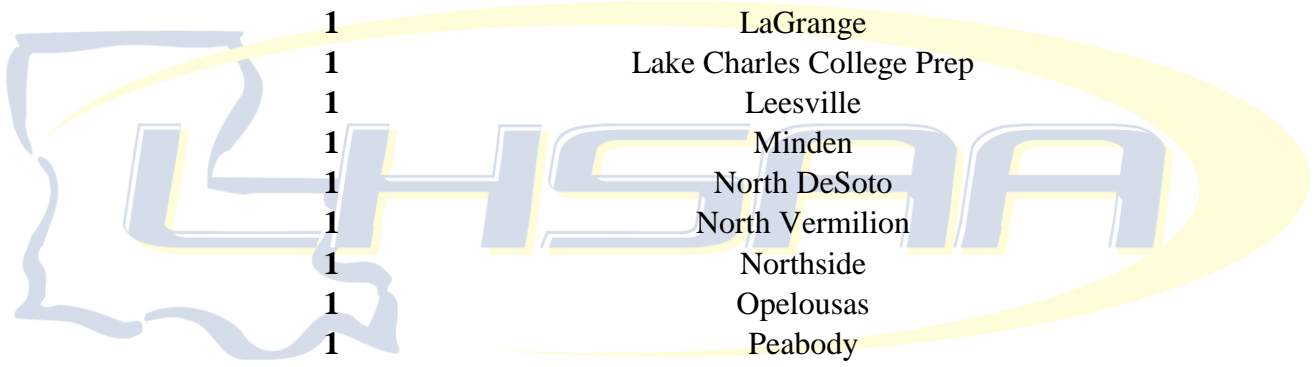 1 LaGrange
1 Lake Charles College Prep
1 Leesville
1 Minden
1 North DeSoto
1 North Vermilion
1 Northside
1 Opelousas
1 Peabody
LHSAA